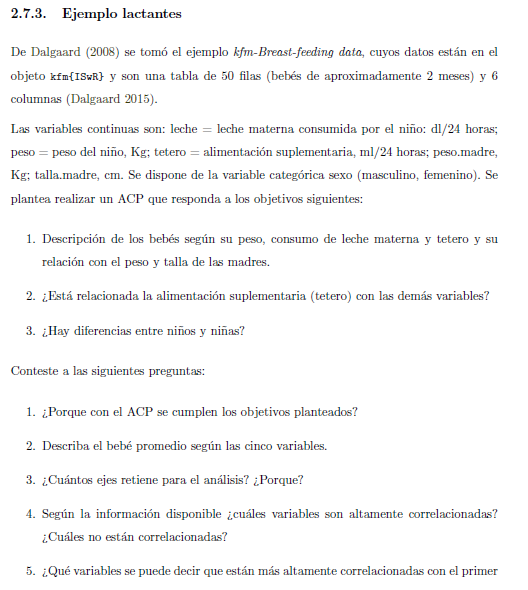 2.7.3. Ejemplo lactantes
De Dalgaard (2008) se tomó el ejemplo kfm-Breast-feeding data, cuyos datos están en el
objeto kfm{ISwR} y son una tabla de 50 filas (bebés de aproximadamente 2 meses) y 6
columnas (Dalgaard 2015).
Las variables continuas son: leche = leche materna consumida por el niño: dl/24 horas;
peso = peso del niño, Kg; tetero = alimentación suplementaria, ml/24 horas; peso.madre,
Kg; talla.madre, cm. Se dispone de la variable categórica sexo (masculino, femenino). Se
plantea realizar un ACP que responda a los objetivos siguientes:
1. Descripción de los bebés según su peso, consumo de leche materna y tetero y su
relación con el peso y talla de las madres.
2. ¿Está relacionada la alimentación suplementaria (tetero) con las demás variables?
3. ¿Hay diferencias entre niños y niñas?
Conteste a las siguientes preguntas:
1. ¿Porque con el ACP se cumplen los objetivos planteados?
2. Describa el bebé promedio según las cinco variables.
3. ¿Cuántos ejes retiene para el análisis? ¿Porque?
4. Según la información disponible ¿cuáles variables son altamente correlacionadas?
¿Cuáles no están correlacionadas?
5. ¿Qué variables se puede decir que están más altamente correlacionadas con el primer